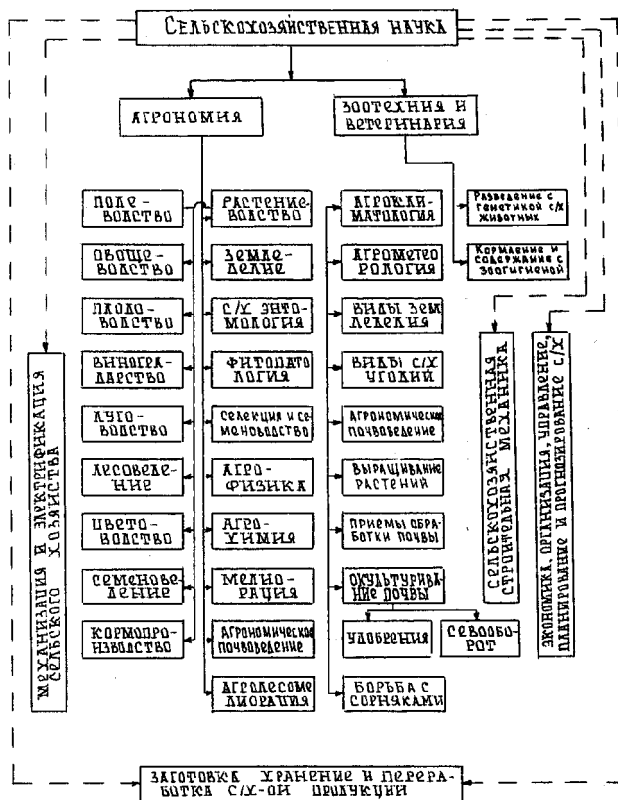 СЕЛЬСКОХОЗЯЙСТВЕННАЯ НАУКА
АГРОНОМИЯ
ЗООТЕХНИЯ И
ВЕТЕРИНАРИЯ
ПОЛЕ-
ВОДСТВО
ОВОЩЕ-
ВОДСТВО
ПЛОДО-
ВОДСТВО
ВИНОГРА-
ДАРСТВО
ЛУГО-
ВОДСТВО
ЛЕСОВЕДЕ-
НИЕ
ЦВЕТО-
ВОДСТВО
СЕМЕНОВЕ-
ДЕНИЕ
КОРМОПРО-
ИЗВОДСТВО
РАСТЕНИЕ-
ВОДСТВО
ЗЕМЛЕ-
ДЕЛИЕ
С/Х ЭНТО-
МОЛОГИЯ
ФИТОПАТО
ЛОГИЯ
СЕЛЕКЦИЯ И СЕ-
МЕНОВОДСТВО
АГРО-
ФИЗИКА
АГРО-
ХИМИЯ
МЕЛИО-
РАЦИЯ
АГРОНОМИЧЕСКОЕ
ПОЧВОВЕДЕНИЕ
АГРОЛЕСОМЕ
ЛИОРАЦИЯ
АГРОКЛИ-
МАТОЛОГИЯ
АГРОМЕТЕО
РОЛОГИЯ
ВИДЫ ЗЕМ
ЛЕДЕЛИЯ
ВИДЫ С/Х
УГОДИЙ
АГРОНОМИЧЕСКОЕ
ПОЧВОВЕДЕНИЕ
ВЫРАЩИВАНИЕ
РАСТЕНИЙ
ПРИЕМЫ ОБРА-
БОТКИ ПОЧВЫ
ОКУЛЬТУРИВА-
НИЕ ПОЧВЫ
УДОБРЕНИЯ
СЕВООБО-
РОТ
БОРЬБА С
СОРНЯКАМИ
РАЗВЕДЕНИЕ С
ГЕНЕТИКОЙ С/Х
ЖИВОТНЫХ
КОРМЛЕНИЕ И
СОДЕРЖАНИЕ С
ЗООГИГИЕНОЙ
МЕХАНИЗАЦИЯ И ЭЛЕКТРИФИКАЦИЯ
СЕЛЬСКОГО ХОЗЯЙСТВА
СЕЛЬСКОХОЗЯЙСТВЕННАЯ
СТРОИТЕЛЬНАЯ МЕХАНИКА
ЭКОНОМИКА, ОРГАНИЗАЦИЯ, УПРАВЛЕНИЕ,
ПЛАНИРОВАНИЕ И ПРОГНОЗИРОВАНИЕ С/Х
ЗАГОТОВКА ХРАНЕНИЕ И ПЕРЕРА-
БОТКА С/Х-ОЙ ПРОДУКЦИИ